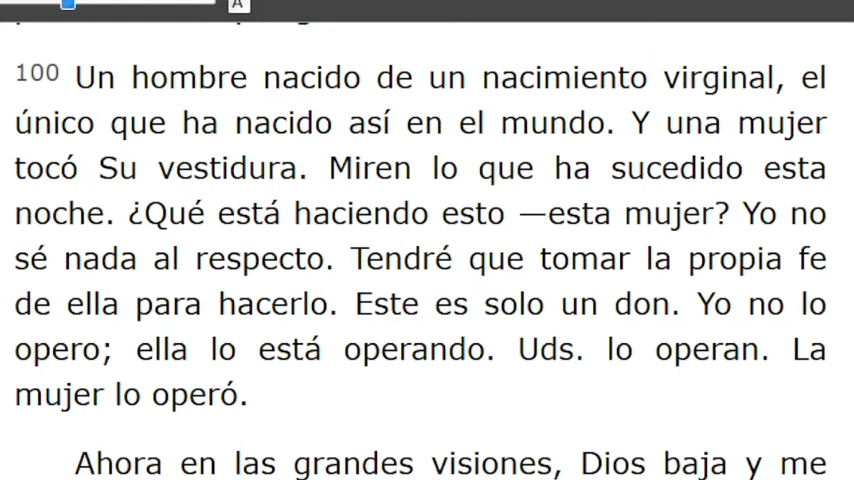 A
100 Un hombre nacido de un nacimiento virginal, el
único que ha nacido así en el mundo. Y una mujer
tocó Su vestidura. Miren lo que ha sucedido esta
noche. ¿Qué está haciendo esto —esta mujer? Yo no
sé nada al respecto. Tendré que tomar la propia fe
de ella para hacerlo. Este es solo un don. Yo no lo
opero; ella lo está operando. Uds. lo operan. La
mujer lo operó.
Ahora en las grandes visiones, Dios baja y me